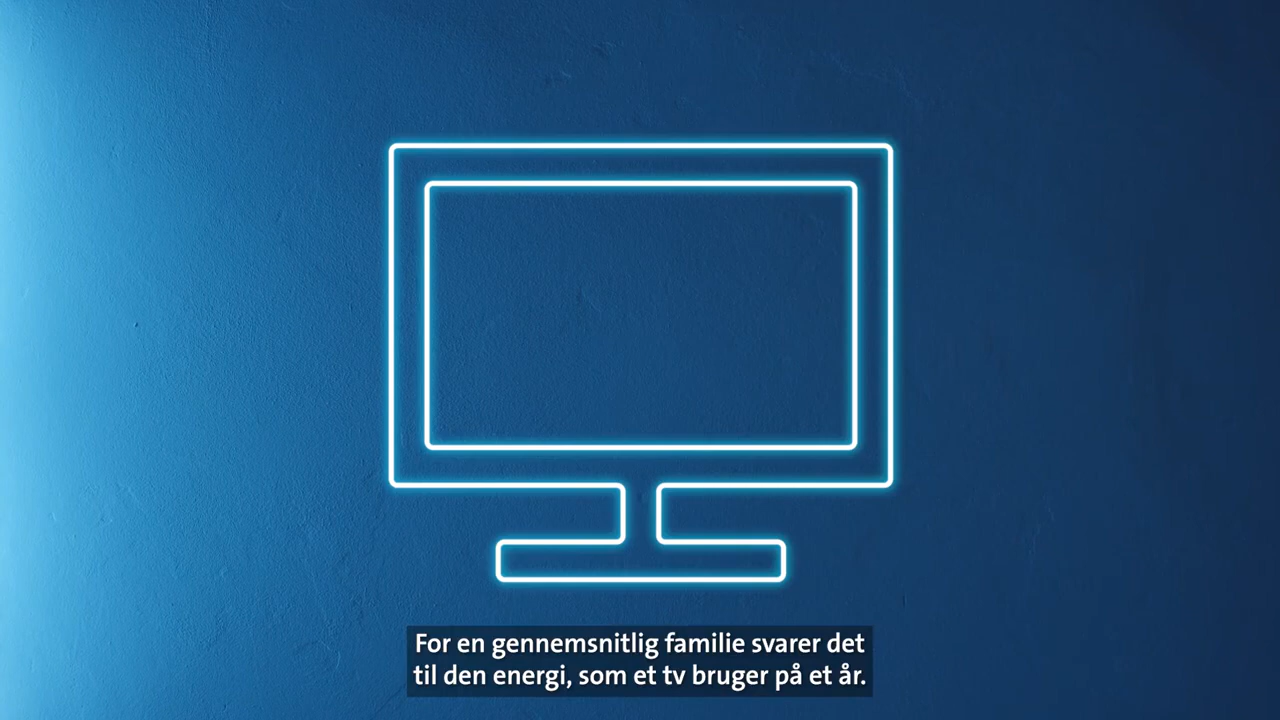 For en gennemsnitlig familie svarer det
til den energi, som et tv bruger på et år.